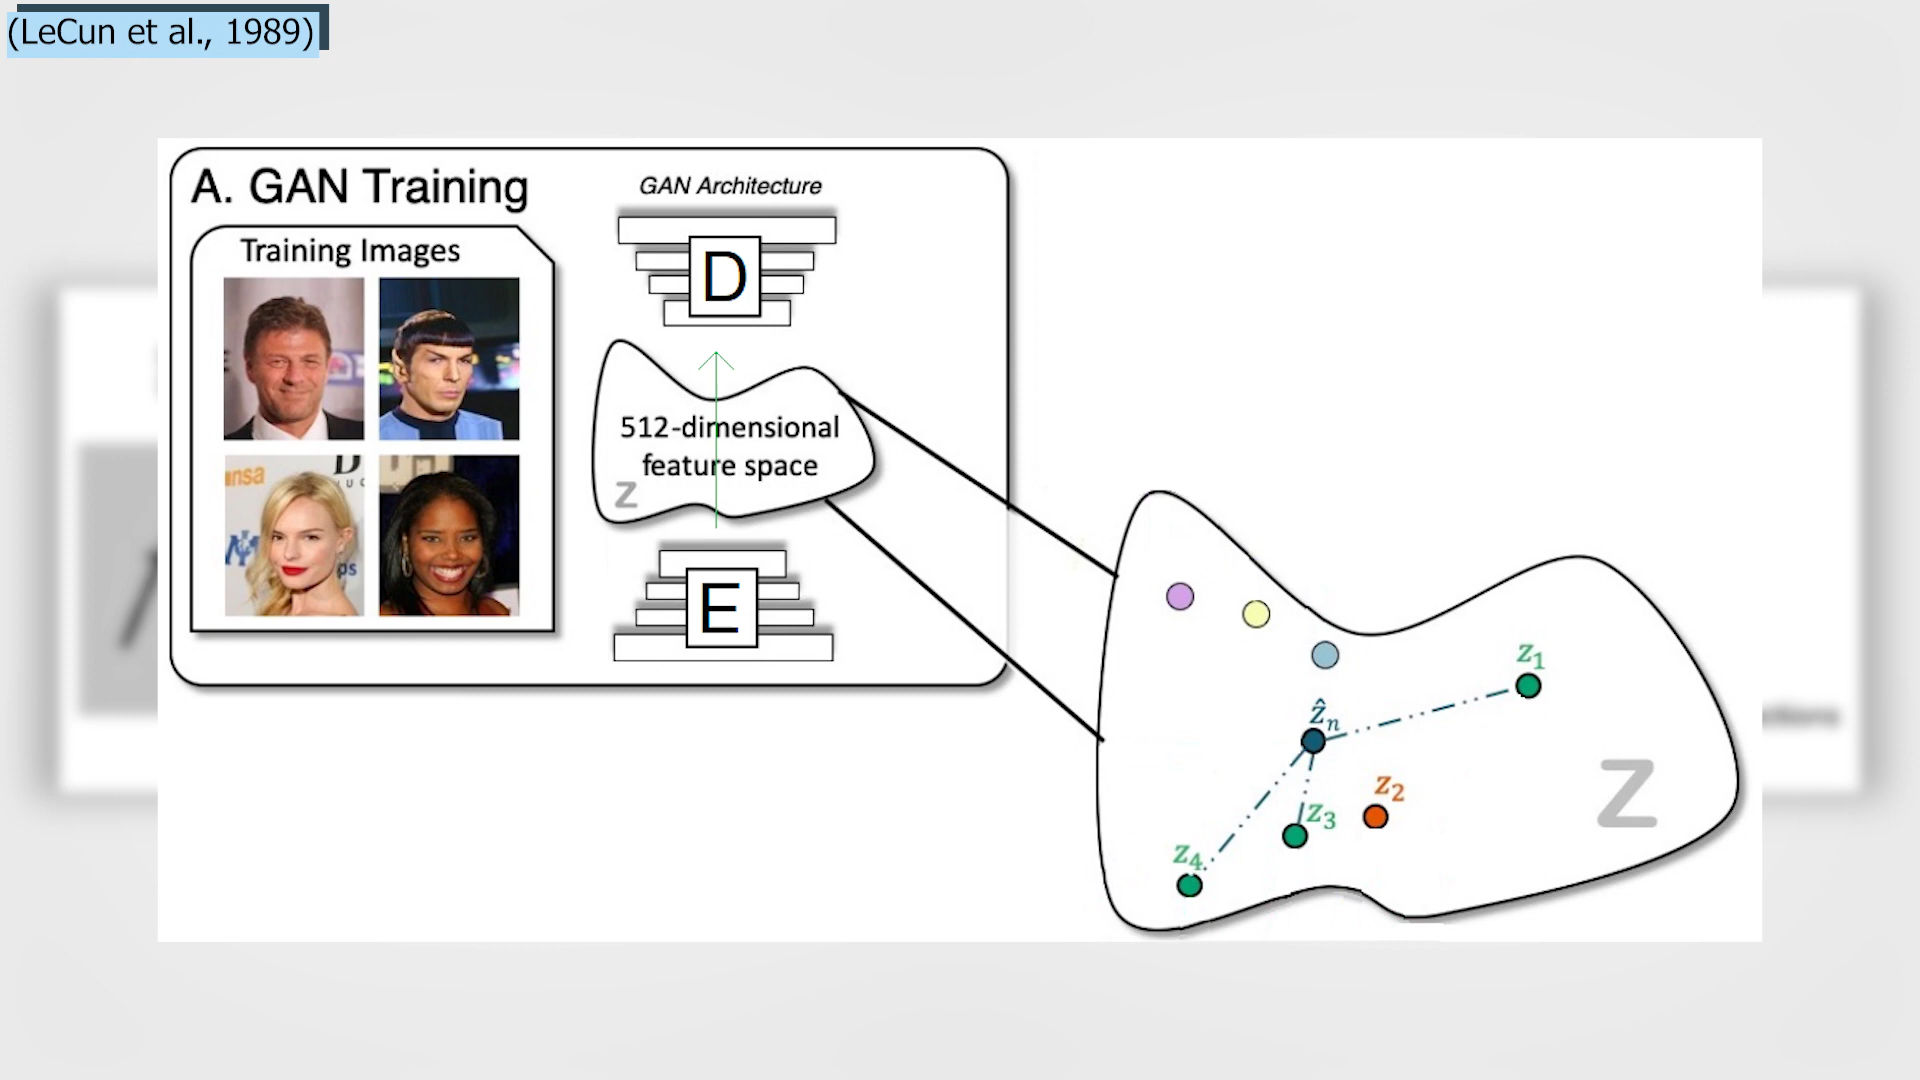 (LeCun et al., 1989)
A. GAN Training
GAN Architecture
Training Images
D
512-dimensional
feature space
Z
E
z₁
ẑₙ
z₂
z₃
z₄
Z